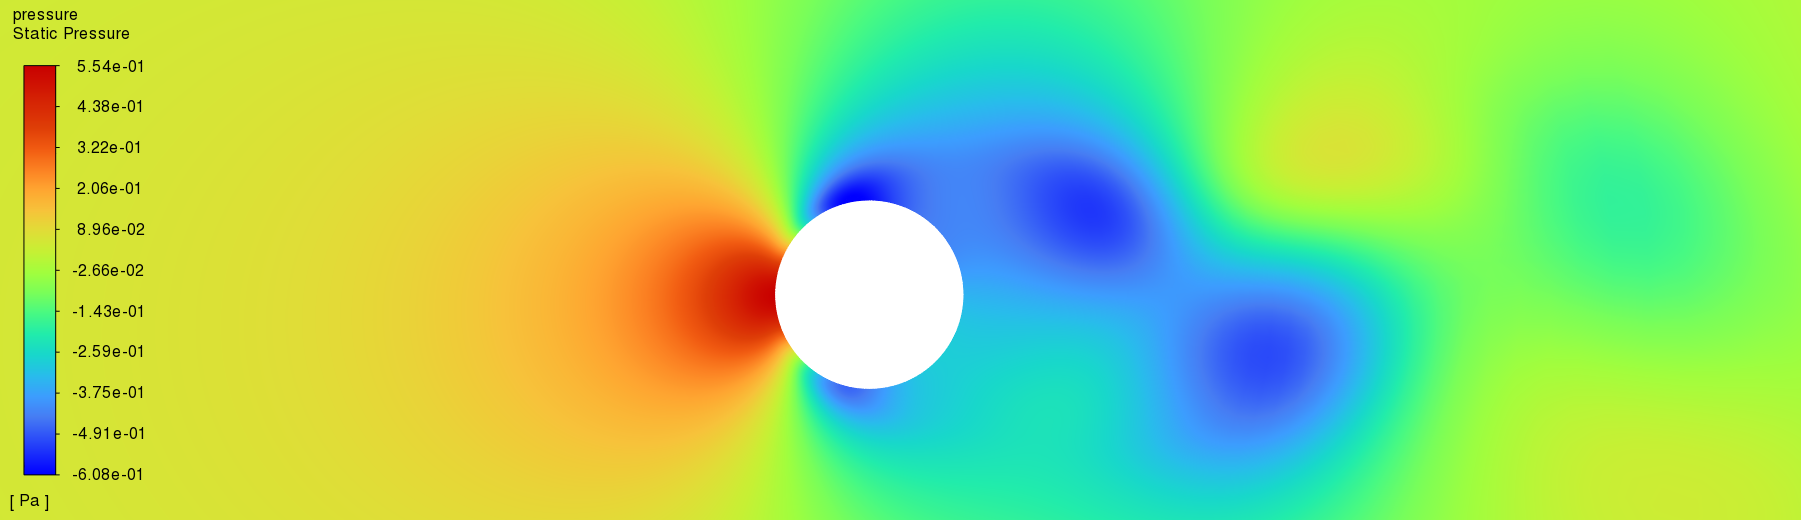 pressure
Static Pressure
5.54e-01
4.38e-01
3.22e-01
2.06e-01
8.96e-02
-2.66e-02
-1.43e-01
-2.59e-01
-3.75e-01
-4.91e-01
-6.08e-01
[ Pa ]